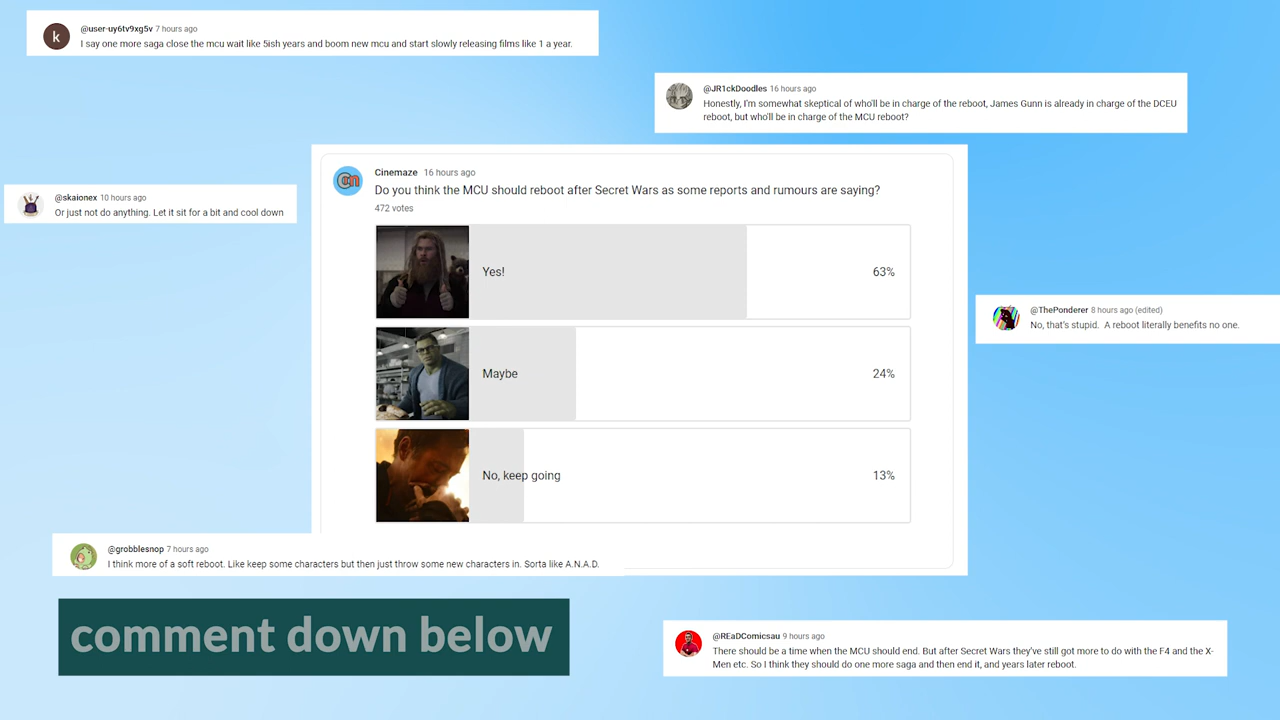 @user-uy6tv9xg5v 7 hours ago
I say one more saga close the mcu wait like 5ish years and boom new mcu and start slowly releasing films like 1 a year.
@JR1ckDoodles 16 hours ago
Honestly, I'm somewhat skeptical of who'll be in charge of the reboot, James Gunn is already in charge of the DCEU
reboot, but who'll be in charge of the MCU reboot?
@skaionex 10 hours ago
Or just not do anything. Let it sit for a bit and cool down
Cinemaze 16 hours ago
Do you think the MCU should reboot after Secret Wars as some reports and rumours are saying?
472 votes
Yes! 63%
Maybe 24%
No, keep going 13%
@ThePonderer 8 hours ago (edited)
No, that's stupid. A reboot literally benefits no one.
@grobblesnop 7 hours ago
I think more of a soft reboot. Like keep some characters but then just throw some new characters in. Sorta like A.N.A.D.
comment down below
@REaDComicsau 9 hours ago
There should be a time when the MCU should end. But after Secret Wars they've still got more to do with the F4 and the X-
Men etc. So I think they should do one more saga and then end it, and years later reboot.